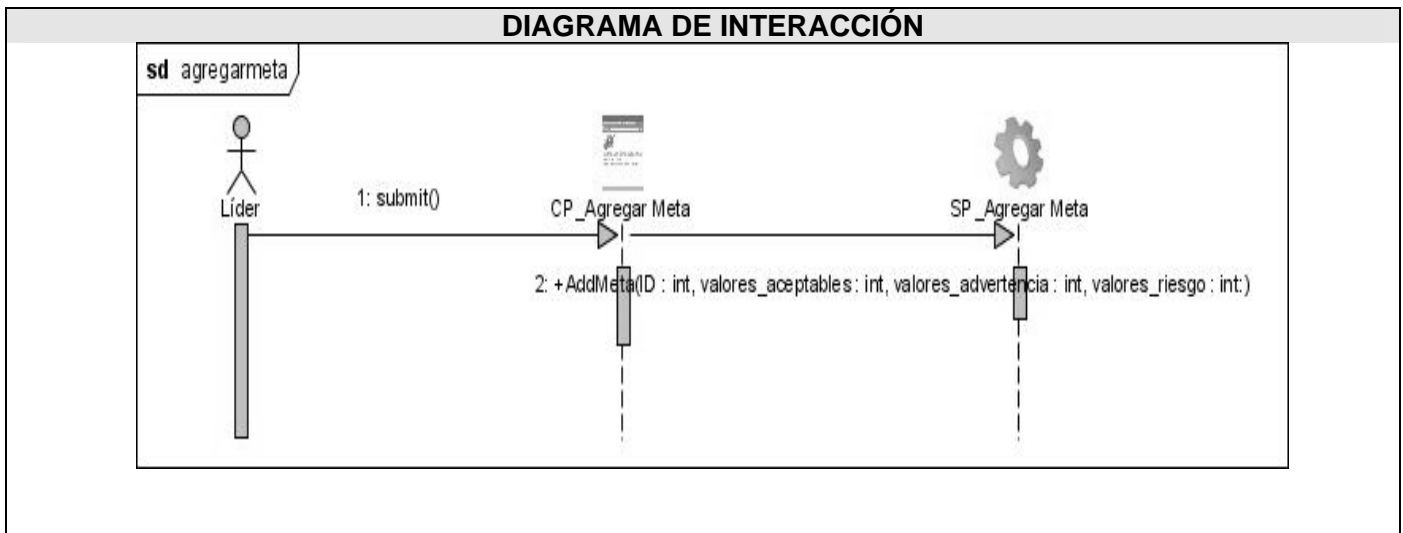 DIAGRAMA DE INTERACCIÓN
sd agregarmeta
Líder
1: submit()
CP_Agregar Meta
SP_Agregar Meta
2: +AddMeta(ID : int, valores_aceptables : int, valores_advertencia : int, valores_riesgo : int:)